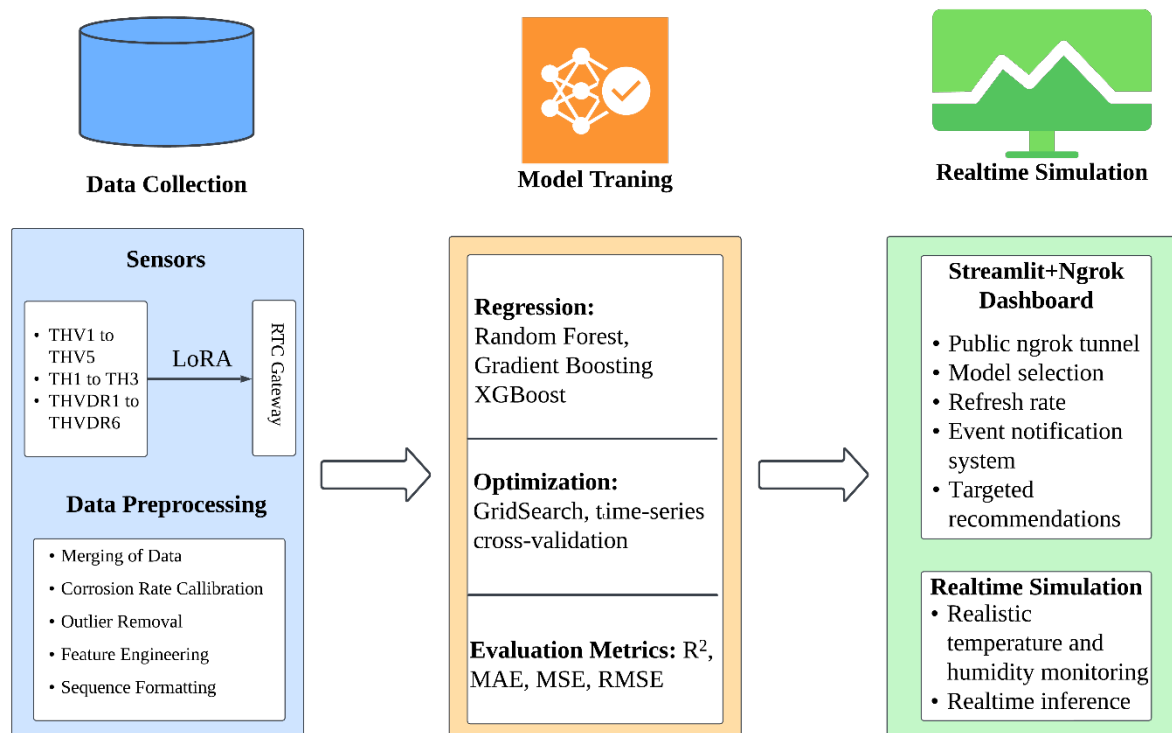 Data Collection
Model Traning
Realtime Simulation
Sensors
• THV1 to
THV5
• TH1 to TH3
• THVDR1 to
THVDR6
LoRA
RTC Gateway
Data Preprocessing
• Merging of Data
• Corrosion Rate Callibration
• Outlier Removal
• Feature Engineering
• Sequence Formatting
Regression:
Random Forest,
Gradient Boosting
XGBoost
Optimization:
GridSearch, time-series
cross-validation
Evaluation Metrics: R²,
MAE, MSE, RMSE
Streamlit+Ngrok
Dashboard
• Public ngrok tunnel
• Model selection
• Refresh rate
• Event notification
system
• Targeted
recommendations
Realtime Simulation
• Realistic
temperature and
humidity monitoring
• Realtime inference